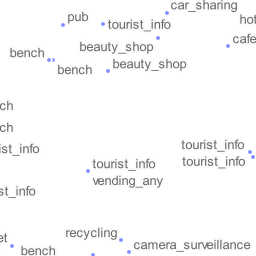 car_sharing
pub
hot
tourist_info
cafe
beauty_shop
bench
beauty_shop
bench
ch
ch
tourist_info
ist_info
tourist_info
tourist_info
vending_any
st_info
recycling
et
camera_surveillance
bench